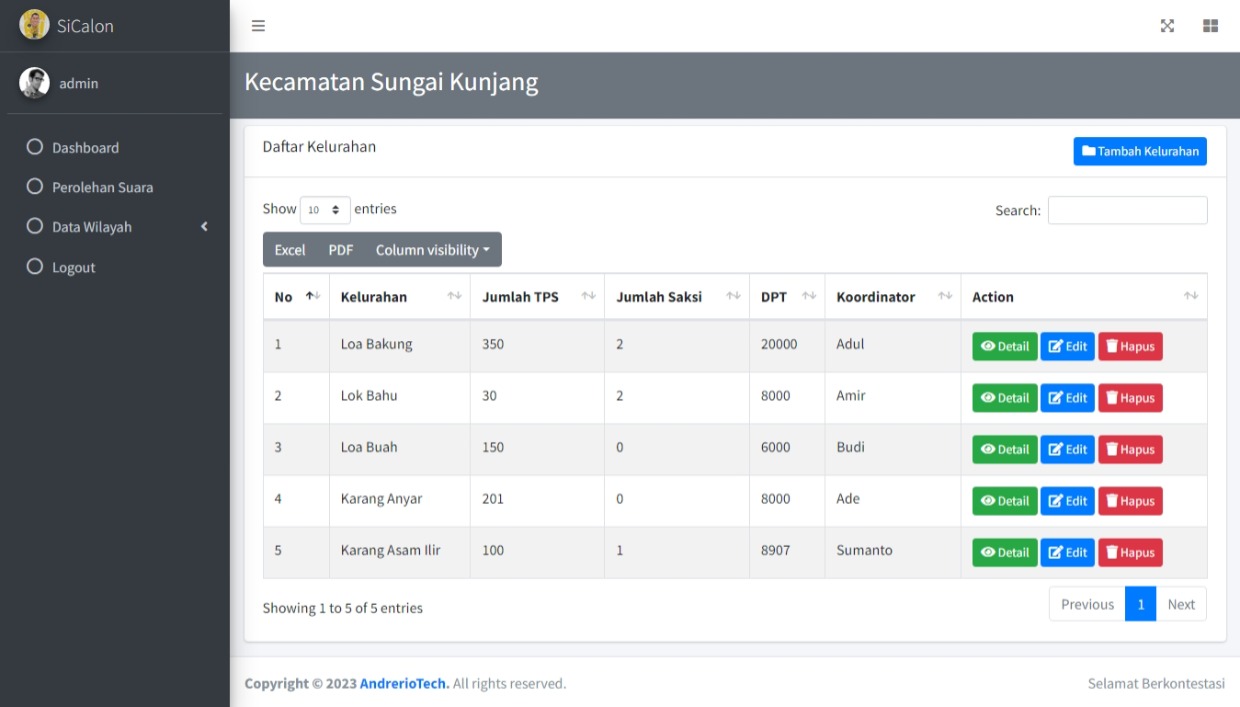 SiCalon
admin
Dashboard
Perolehan Suara
Data Wilayah
Logout
Kecamatan Sungai Kunjang
Daftar Kelurahan
Tambah Kelurahan
Show 10 entries
Search:
Excel PDF Column visibility
No Kelurahan Jumlah TPS Jumlah Saksi DPT Koordinator Action
1 Loa Bakung 350 2 20000 Adul Detail Edit Hapus
2 Lok Bahu 30 2 8000 Amir Detail Edit Hapus
3 Loa Buah 150 0 6000 Budi Detail Edit Hapus
4 Karang Anyar 201 0 8000 Ade Detail Edit Hapus
5 Karang Asam Ilir 100 1 8907 Sumanto Detail Edit Hapus
Showing 1 to 5 of 5 entries
Previous 1 Next
Copyright © 2023 AndrerioTech. All rights reserved.
Selamat Berkontestasi